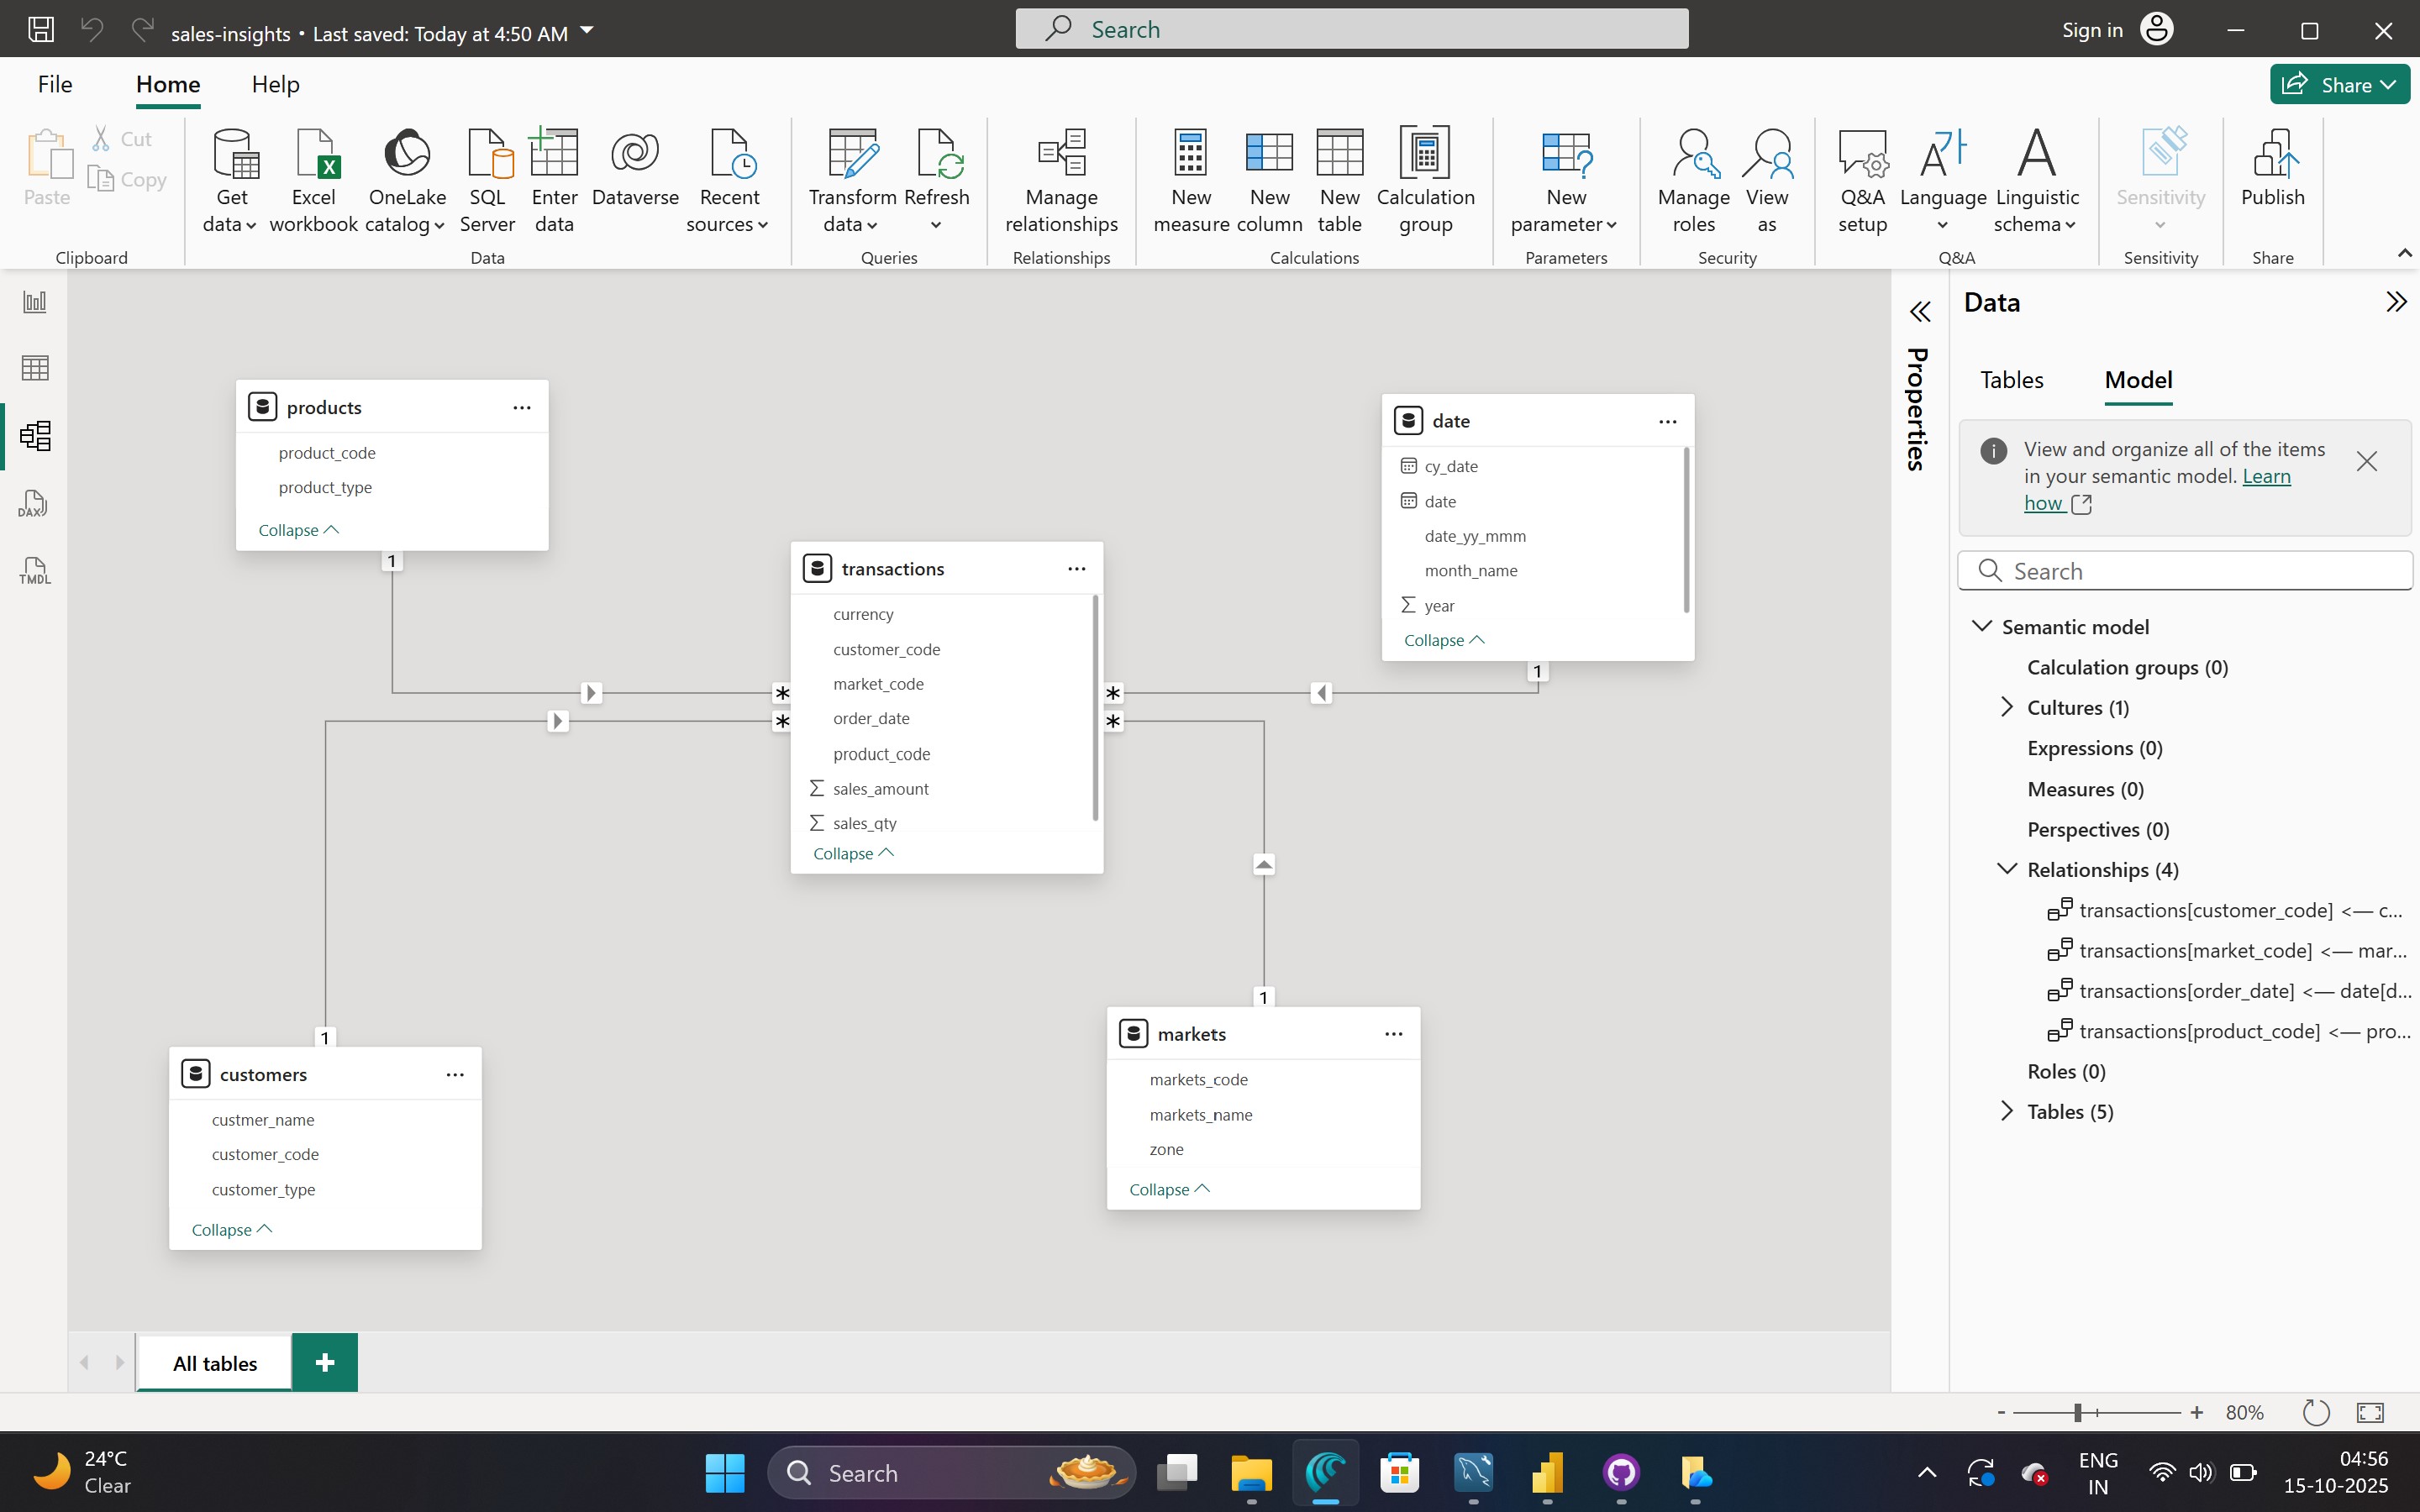 sales-insights • Last saved: Today at 4:50 AM
Search
Sign in
File
Home
Help
Share
Paste
Cut
Copy
Clipboard
Get data
Excel workbook
OneLake catalog
SQL Server
Enter data
Dataverse
Recent sources
Data
Transform data
Refresh
Queries
Manage relationships
Relationships
New measure
New column
New table
Calculation group
Calculations
New parameter
Parameters
Manage roles
View as
Security
Q&A setup
Language
Linguistic schema
Q&A
Sensitivity
Sensitivity
Publish
Share
DAX
TMDL
products
product_code
product_type
Collapse
1
transactions
currency
customer_code
market_code
order_date
product_code
Σ sales_amount
Σ sales_qty
Collapse
*
*
*
*
date
cy_date
date
date_yy_mmm
month_name
Σ year
Collapse
1
1
customers
custmer_name
customer_code
customer_type
Collapse
1
markets
markets_code
markets_name
zone
Collapse
Properties
Data
Tables
Model
View and organize all of the items
in your semantic model. Learn
how
Search
Semantic model
Calculation groups (0)
Cultures (1)
Expressions (0)
Measures (0)
Perspectives (0)
Relationships (4)
transactions[customer_code] <— c...
transactions[market_code] <— mar...
transactions[order_date] <— date[d...
transactions[product_code] <— pro...
Roles (0)
Tables (5)
All tables
+
- + 80%
24°C
Clear
Search
ENG
IN
04:56
15-10-2025